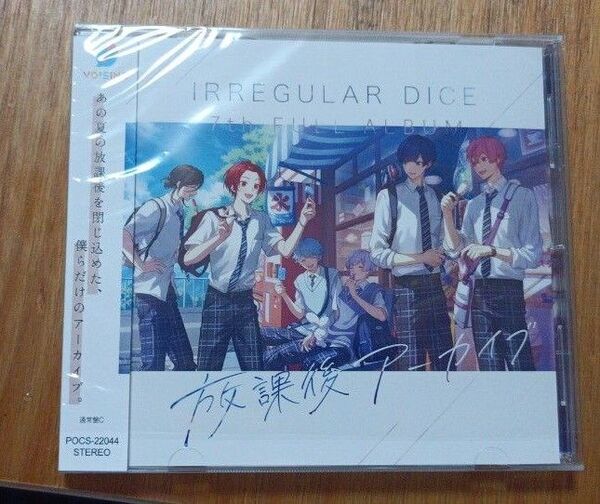 VOISING
IRREGULAR DICE
7th FULL ALBUM
あの夏の放課後を閉じ込めた、
僕らだけのアーカイブ。
放課後アーカイブ
通常盤C
POCS-22044
STEREO